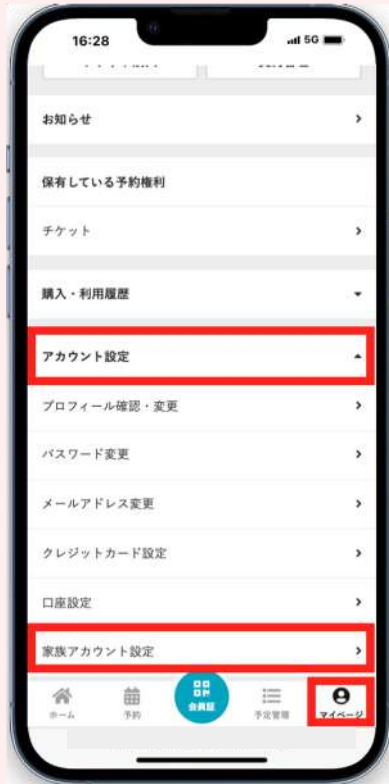 16:28
5G
お知らせ
保有している予約権利
チケット
購入・利用履歴
アカウント設定
プロフィール確認・変更
パスワード変更
メールアドレス変更
クレジットカード設定
口座設定
家族アカウント設定
ホーム
予約
会員証
予定管理
マイページ